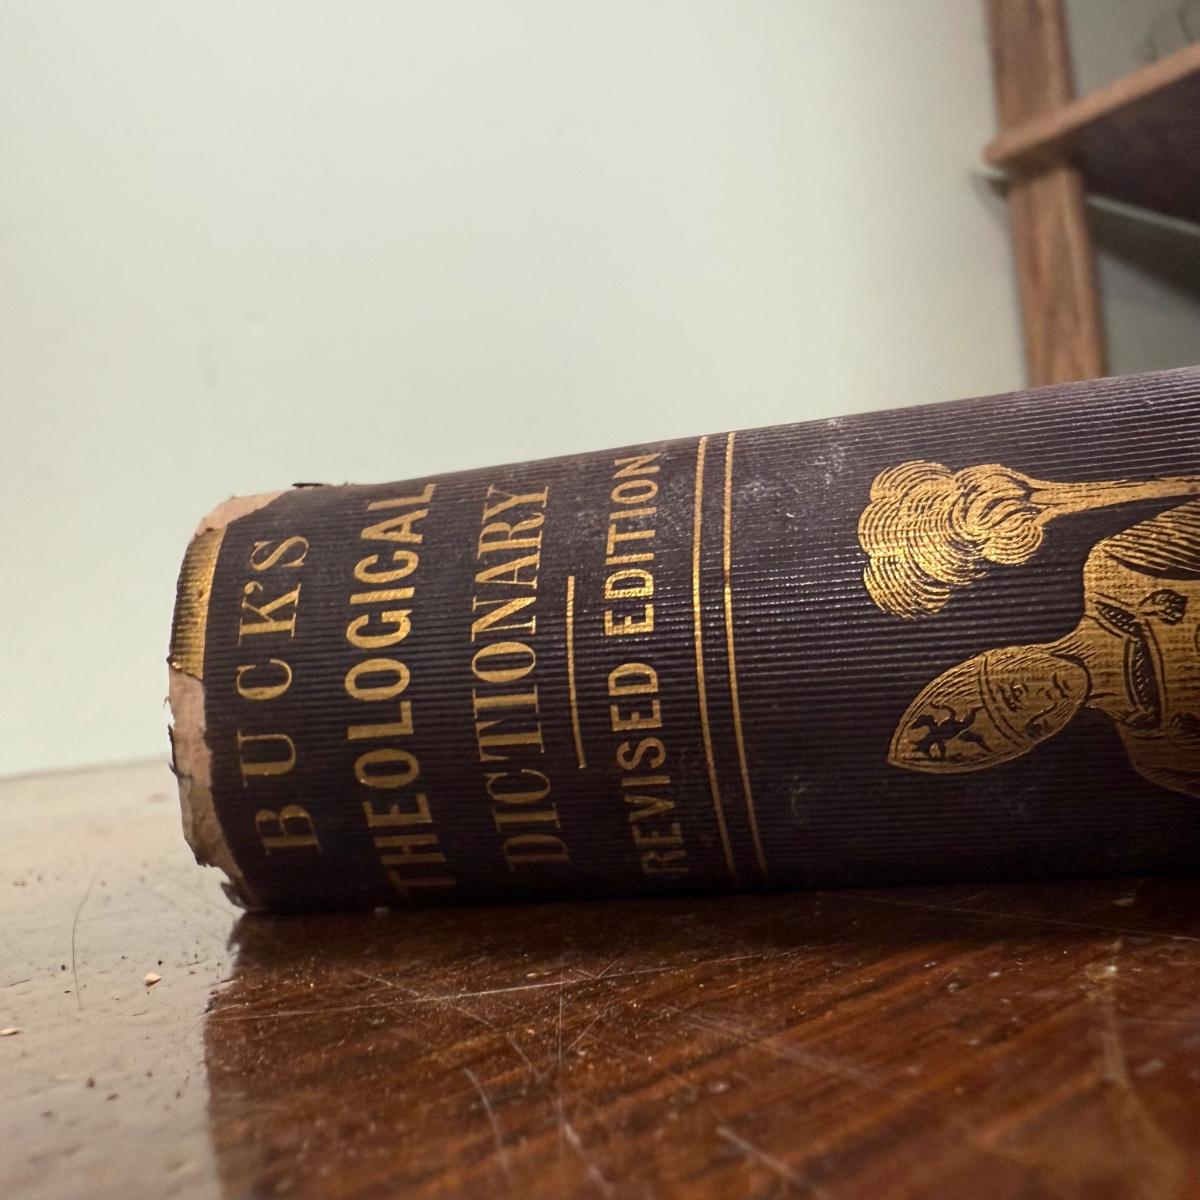 BUCK'S
THEOLOGICAL
DICTIONARY
REVISED EDITION